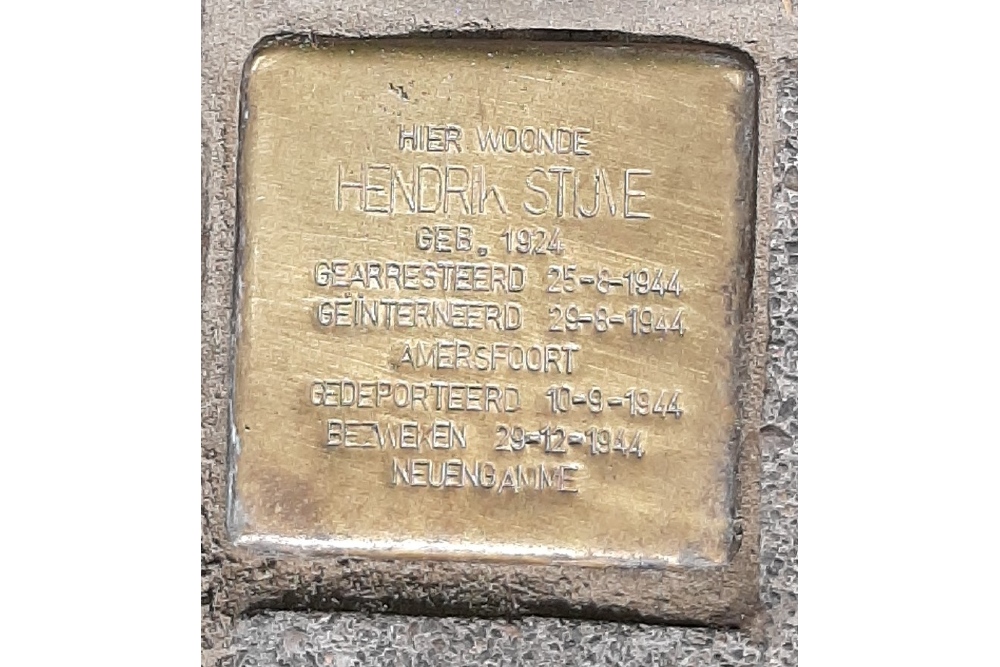 HIER WOONDE
HENDRIK STIJVE
GEB. 1924
GEARRESTEERD 25-8-1944
GEÏNTERNEERD 29-8-1944
AMERSFOORT
GEDEPORTEERD 10-9-1944
BEZWEKEN 29-12-1944
NEUENGAMME